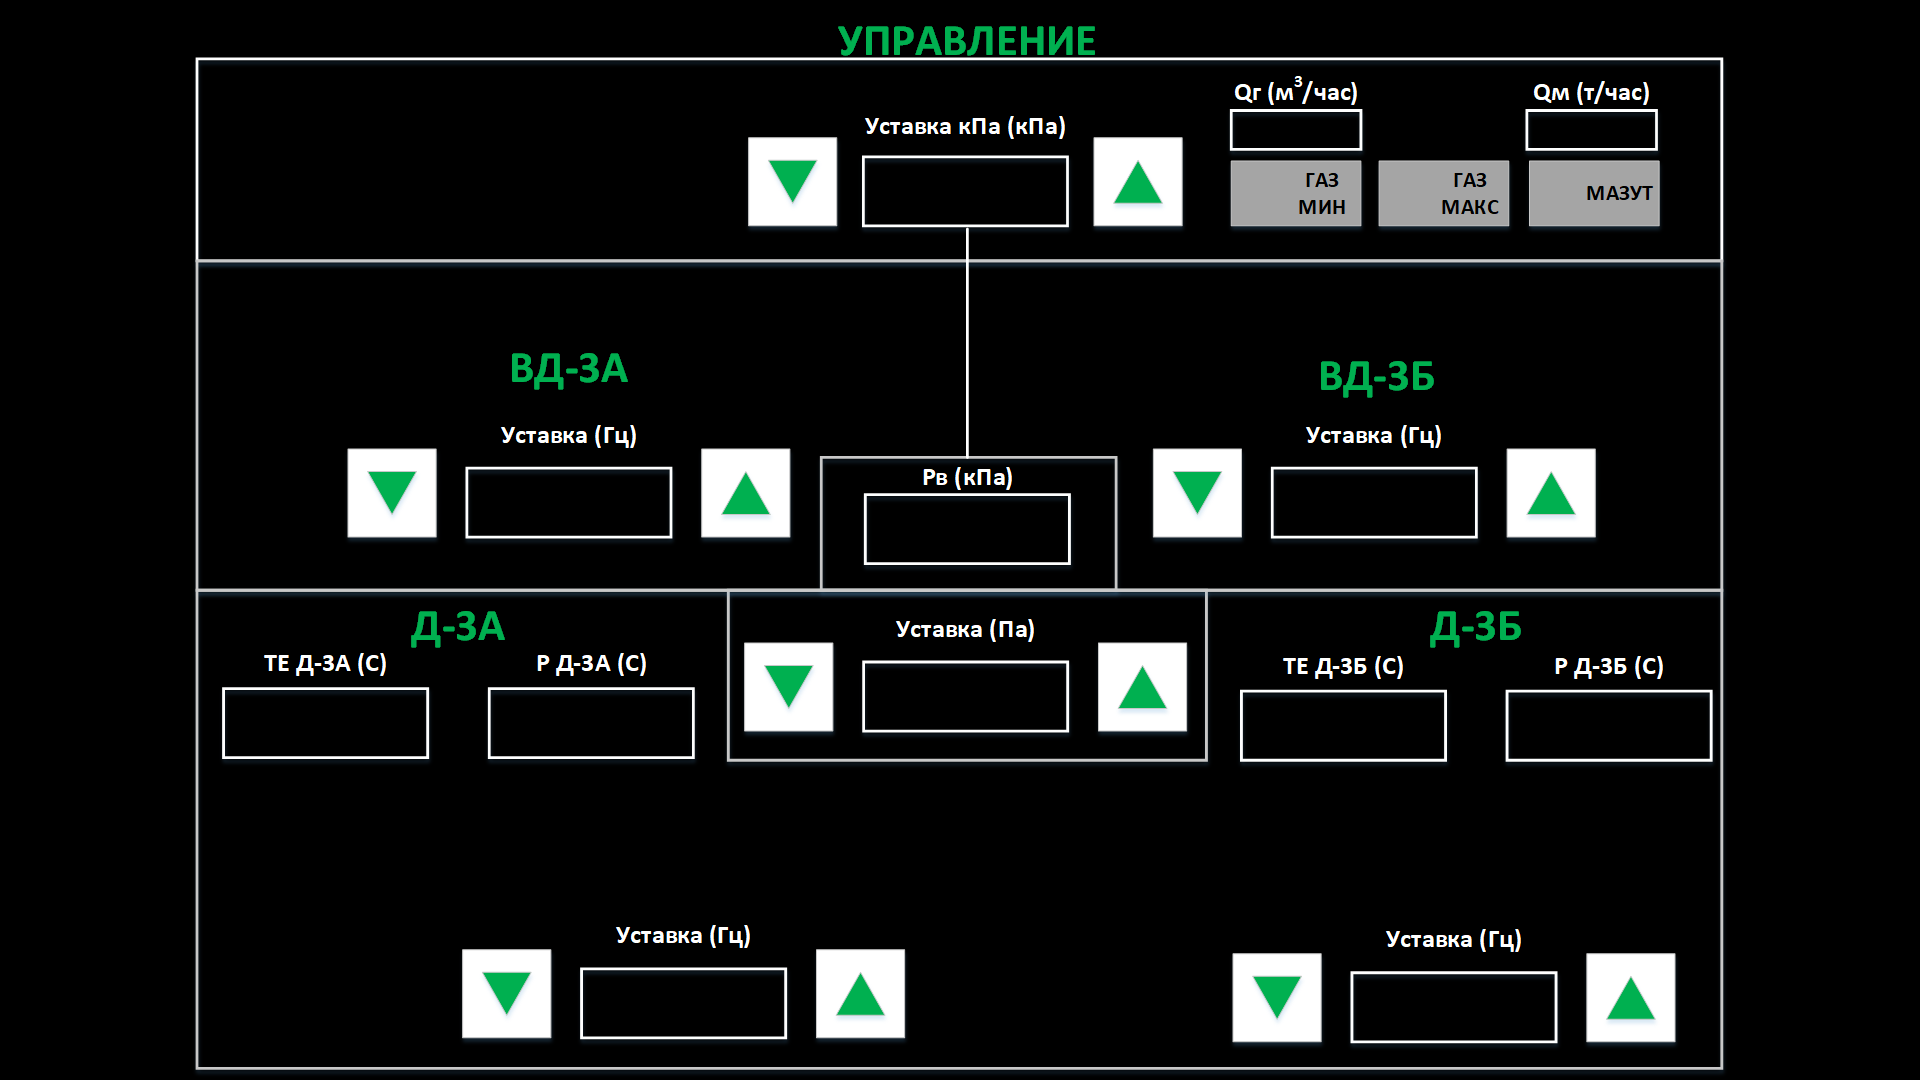 УПРАВЛЕНИЕ
Qг (м³/час)
Qм (т/час)
Уставка кПа (кПа)
ГАЗ
МИН
ГАЗ
МАКС
МАЗУТ
ВД-3А
ВД-3Б
Уставка (Гц)
Уставка (Гц)
Рв (кПа)
Д-3А
Уставка (Па)
Д-3Б
ТЕ Д-3А (С)
Р Д-3А (С)
ТЕ Д-3Б (С)
Р Д-3Б (С)
Уставка (Гц)
Уставка (Гц)